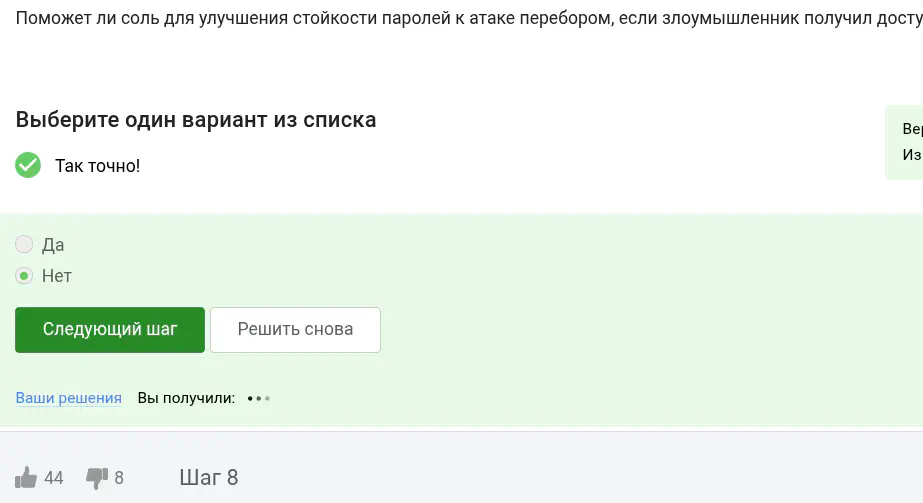 Поможет ли соль для улучшения стойкости паролей к атаке перебором, если злоумышленник получил досту
Выберите один вариант из списка
Вер
Так точно!
Из
Да
Нет
Следующий шаг Решить снова
Ваши решения Вы получили:
44 8 Шаг 8